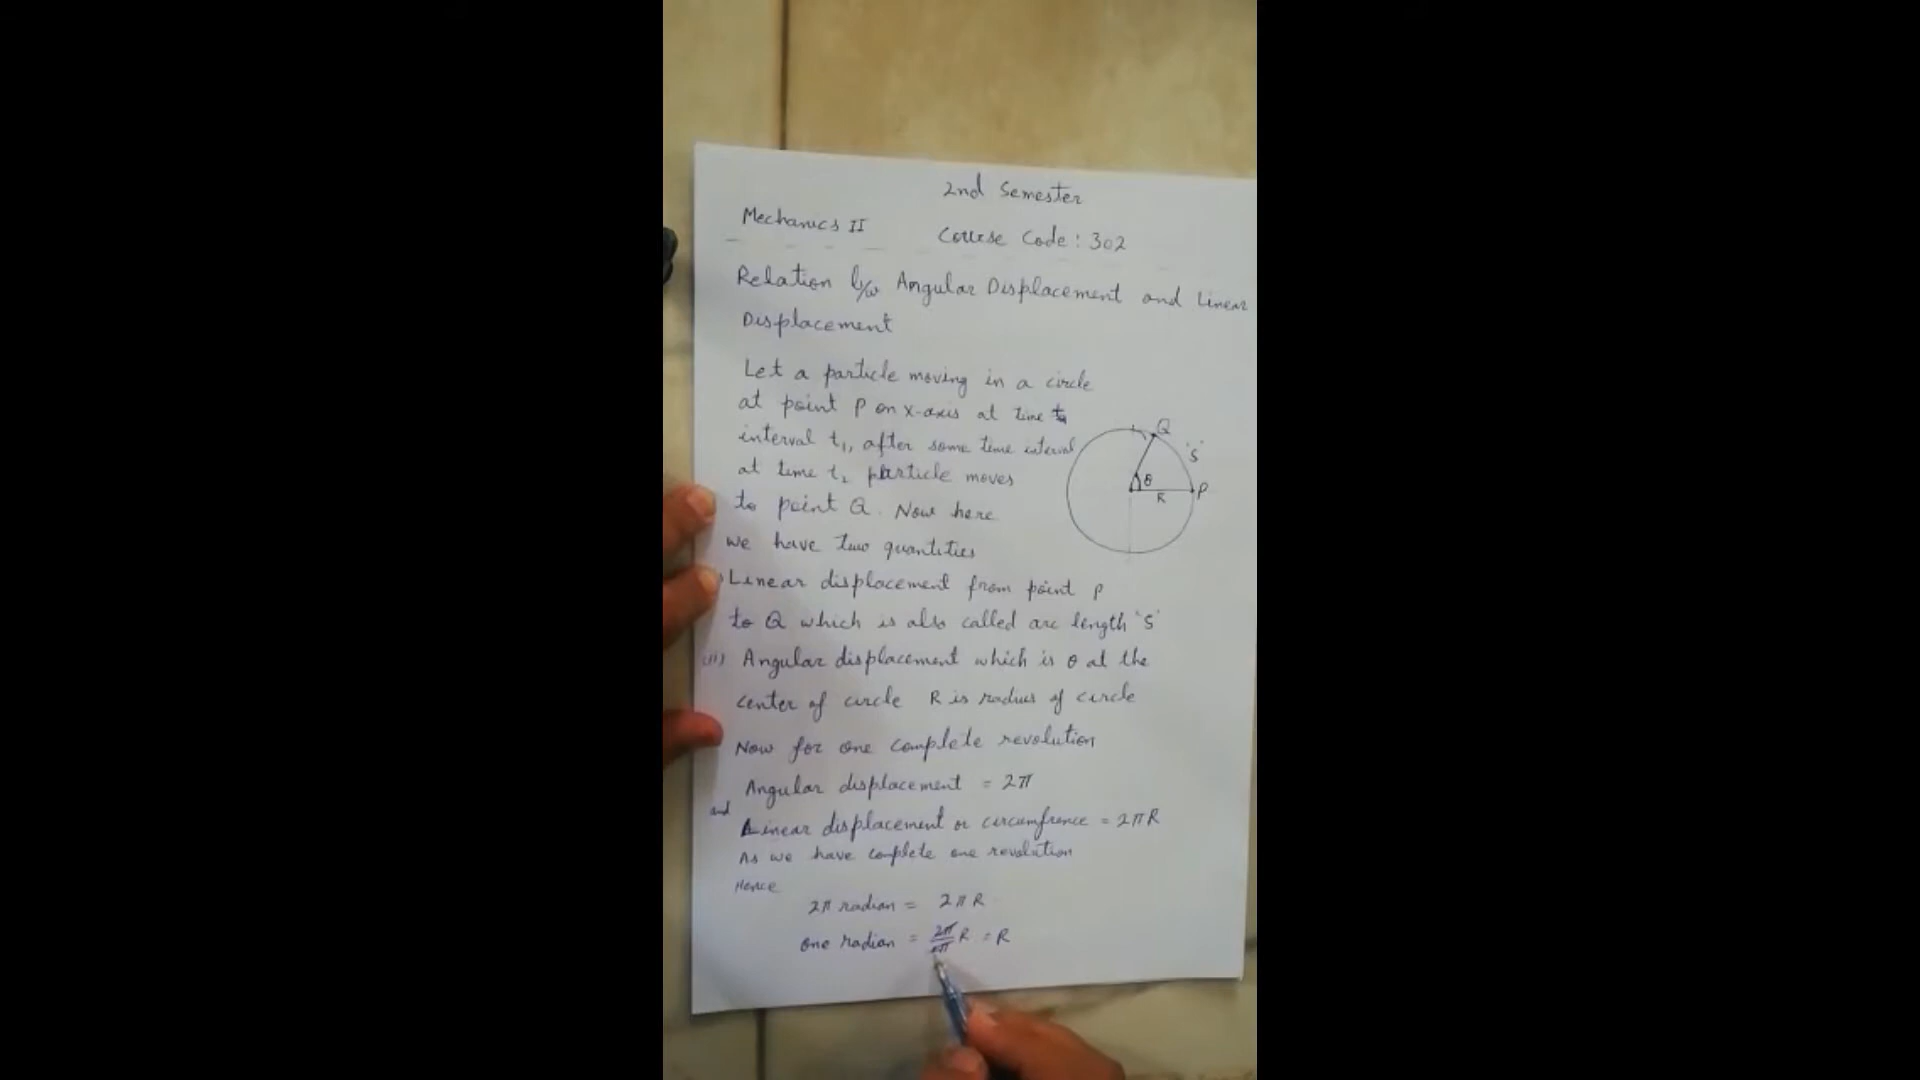 2nd Semester
Mechanics II
Course Code : 302
Relation b/w Angular Displacement and Linear
Displacement
Let a particle moving in a circle
at point P on x-axis at time
interval t₁, after some time interval
at time t₂ particle moves
to point Q. Now here
we have two quantities
Linear displacement from point P
to Q which is also called arc length 'S'
ii) Angular displacement which is θ at the
center of circle R is radius of circle
Now for one complete revolution
Angular displacement = 2π
and
Linear displacement or circumfrence = 2πR
As we have complete one revolution
Hence
2π radian = 2πR
one radian = 2π/2π R = R
Q
'S'
θ
R
P